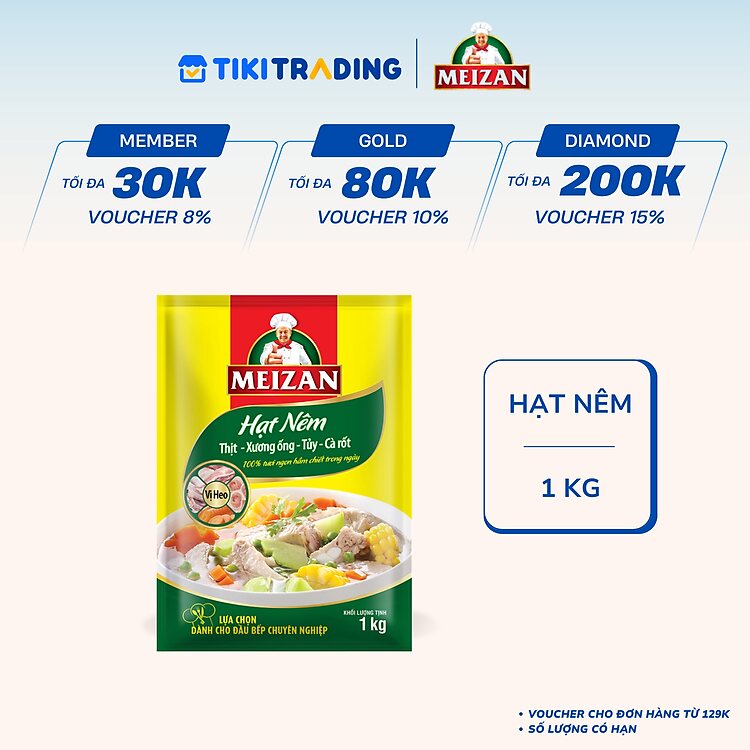 TIKITRADING
MEIZAN
MEMBER
TỐI ĐA 30K
VOUCHER 8%
GOLD
TỐI ĐA 80K
VOUCHER 10%
DIAMOND
TỐI ĐA 200K
VOUCHER 15%
MEIZAN
Hạt Nêm
Thịt - Xương ống - Tủy - Cà rốt
100% tươi ngon hầm chiết trong ngày
Vị Heo
LỰA CHỌN
DÀNH CHO ĐẦU BẾP CHUYÊN NGHIỆP
KHỐI LƯỢNG TỊNH
1 kg
HẠT NÊM
1 KG
• VOUCHER CHO ĐƠN HÀNG TỪ 129K
• SỐ LƯỢNG CÓ HẠN